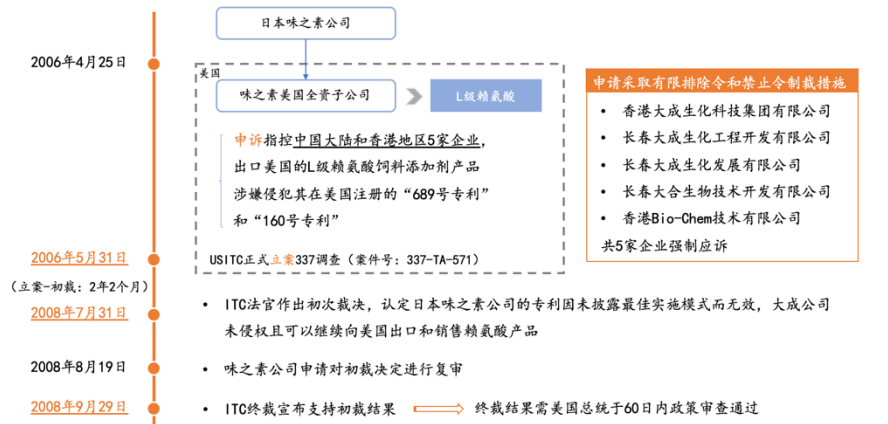 日本味之素公司
2006年4月25日
美国
味之素美国全资子公司
L级赖氨酸
申诉指控中国大陆和香港地区5家企业，
出口美国的L级赖氨酸饲料添加剂产品
涉嫌侵犯其在美国注册的“689号专利”
和“160号专利”
USITC正式立案337调查（案件号：337-TA-571）
申请采取有限排除令和禁止令制裁措施
• 香港大成生化科技集团有限公司
• 长春大成生化工程开发有限公司
• 长春大成生化发展有限公司
• 长春大合生物技术开发有限公司
• 香港Bio-Chem技术有限公司
共5家企业强制应诉
2006年5月31日
（立案-初裁：2年2个月）
2008年7月31日
• ITC法官作出初次裁决，认定日本味之素公司的专利因未披露最佳实施模式而无效，大成公司
未侵权且可以继续向美国出口和销售赖氨酸产品
2008年8月19日
• 味之素公司申请对初裁决定进行复审
2008年9月29日
• ITC终裁宣布支持初裁结果
终裁结果需美国总统于60日内政策审查通过